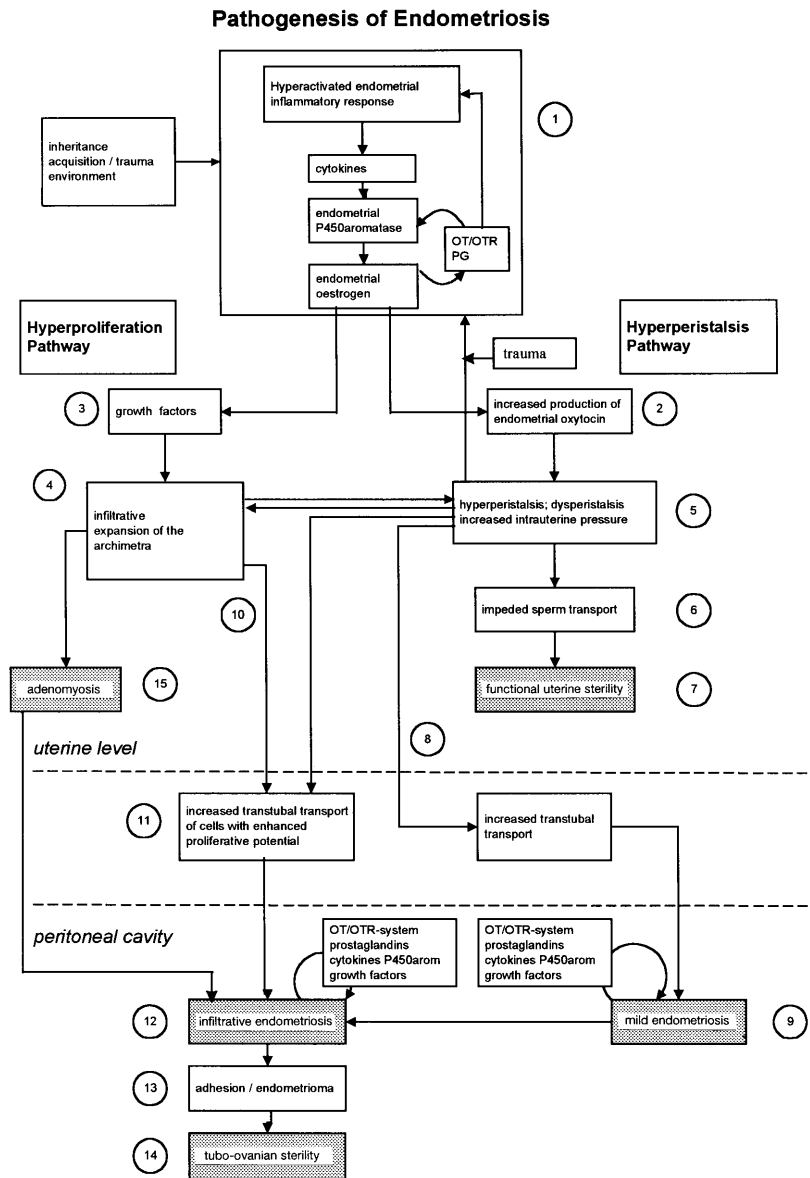 Pathogenesis of Endometriosis
Hyperactivated endometrial
inflammatory response
1
inheritance
acquisition / trauma
environment
cytokines
endometrial
P450aromatase
OT/OTR
PG
endometrial
oestrogen
Hyperproliferation
Pathway
Hyperperistalsis
Pathway
trauma
3
growth factors
increased production of
endometrial oxytocin
2
4
infiltrative
expansion of the
archimetra
hyperperistalsis; dysperistalsis
increased intrauterine pressure
5
10
impeded sperm transport
6
adenomyosis
15
functional uterine sterility
7
uterine level
8
11
increased transtubal transport
of cells with enhanced
proliferative potential
increased transtubal
transport
peritoneal cavity
OT/OTR-system
prostaglandins
cytokines P450arom
growth factors
OT/OTR-system
prostaglandins
cytokines P450arom
growth factors
12
infiltrative endometriosis
mild endometriosis
9
13
adhesion / endometrioma
14
tubo-ovanian sterility